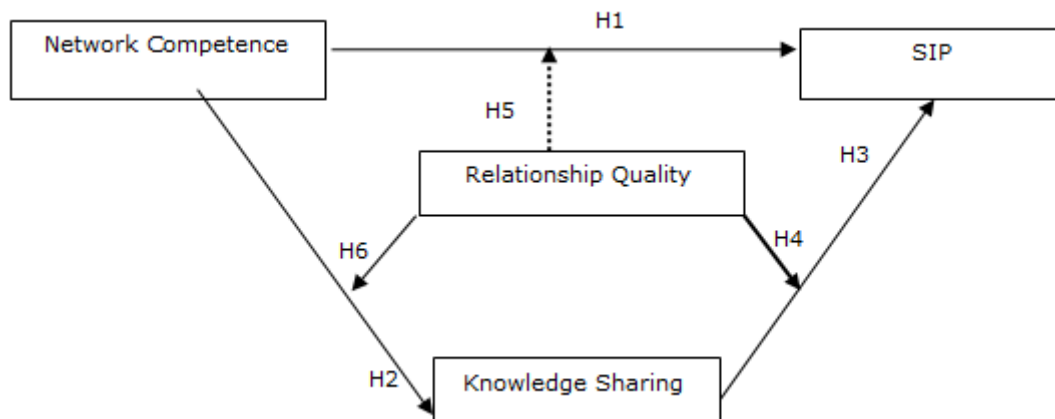 H1
Network Competence
SIP
H5
H3
Relationship Quality
H6
H4
H2
Knowledge Sharing